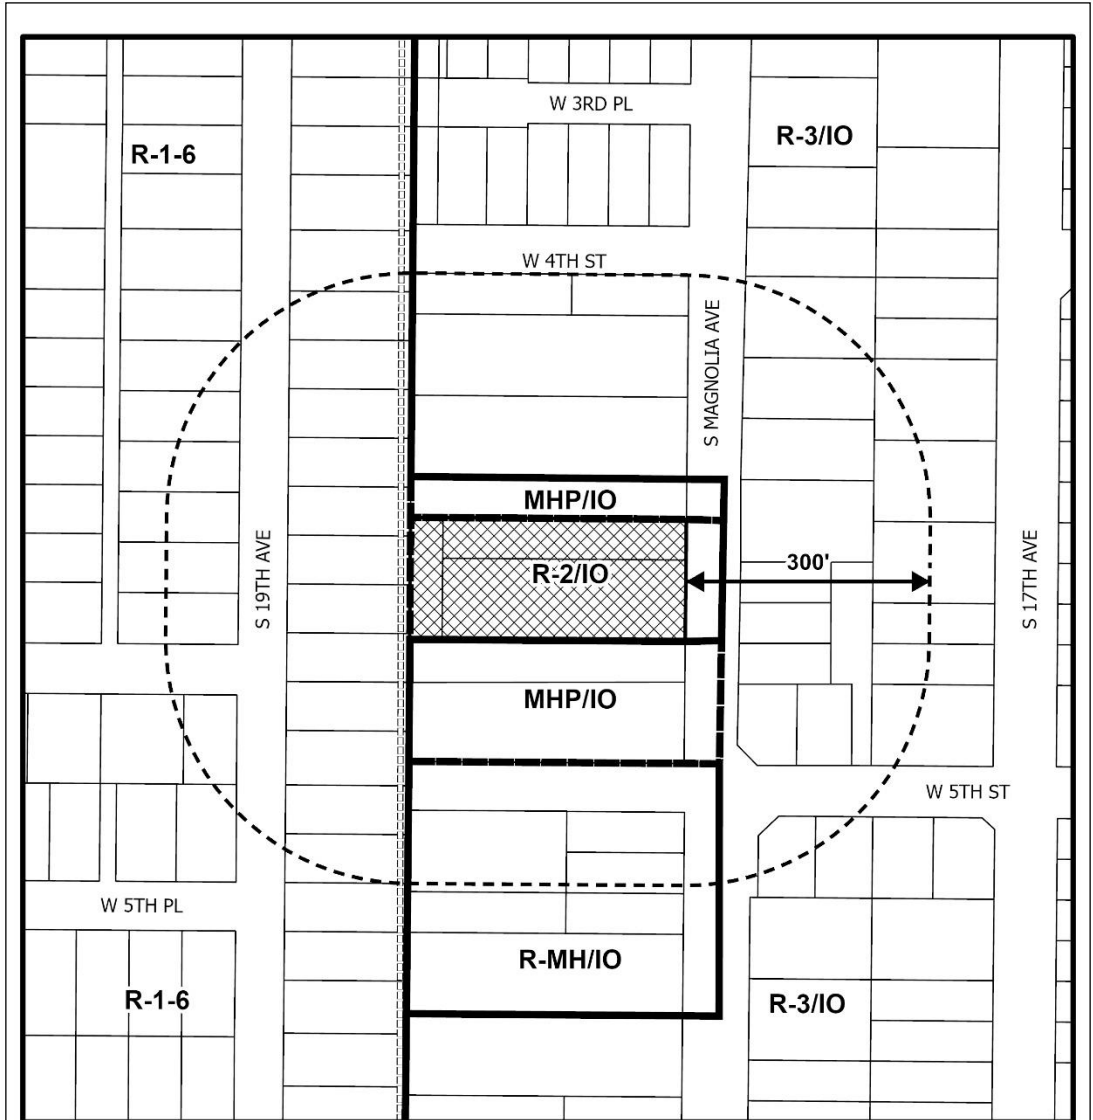 W 3RD PL
R-3/IO
R-1-6
W 4TH ST
S MAGNOLIA AVE
MHP/IO
S 19TH AVE
R-2/IO
300'
S 17TH AVE
MHP/IO
W 5TH ST
W 5TH PL
R-MH/IO
R-1-6
R-3/IO